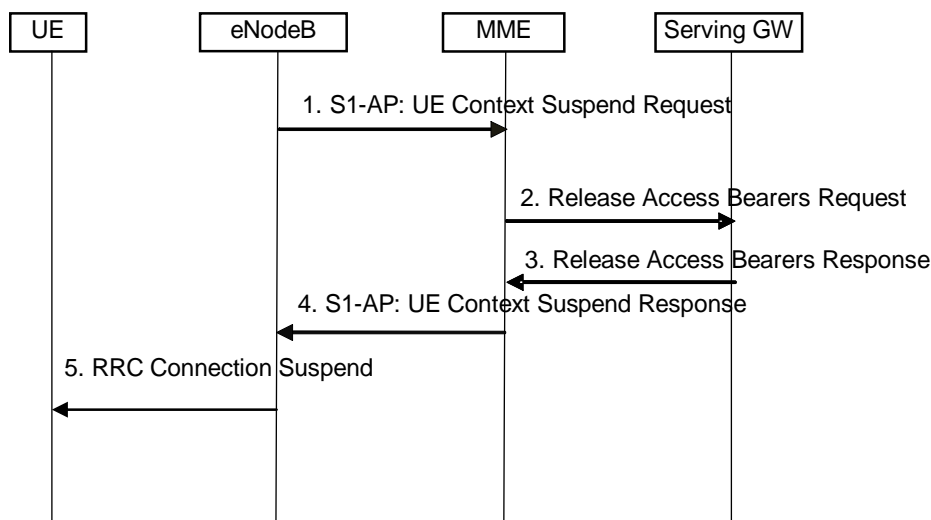 UE eNodeB MME Serving GW
1. S1-AP: UE Context Suspend Request
2. Release Access Bearers Request
3. Release Access Bearers Response
4. S1-AP: UE Context Suspend Response
5. RRC Connection Suspend